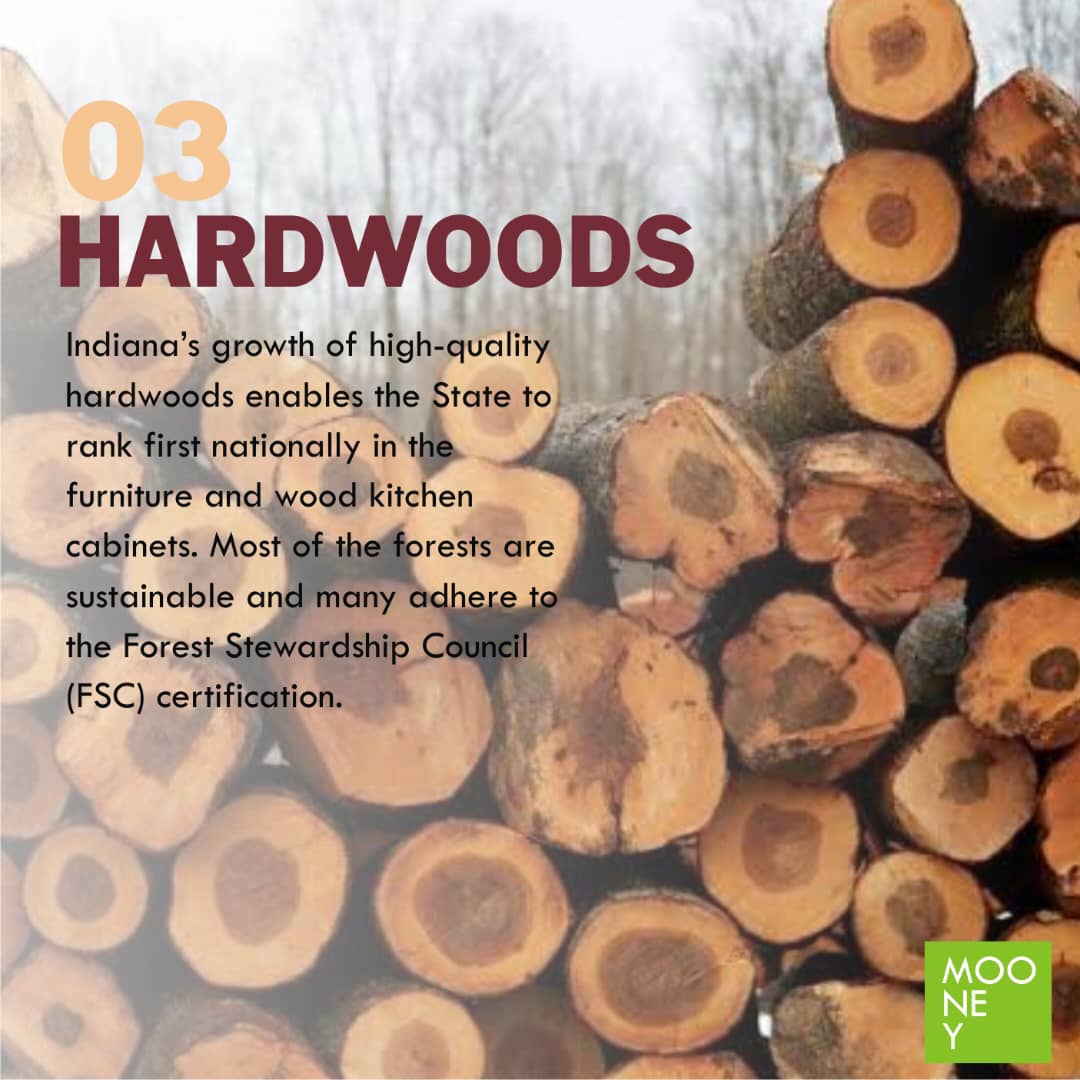 03
HARDWOODS
Indiana’s growth of high-quality
hardwoods enables the State to
rank first nationally in the
furniture and wood kitchen
cabinets. Most of the forests are
sustainable and many adhere to
the Forest Stewardship Council
(FSC) certification.
MOO
NE
Y